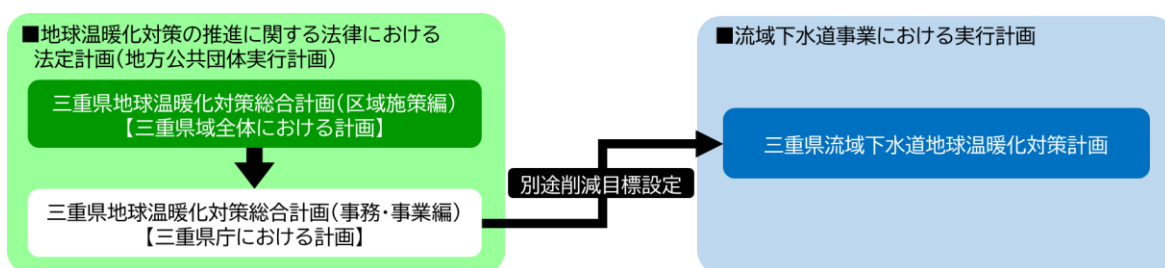 ■地球温暖化対策の推進に関する法律における
法定計画(地方公共団体実行計画)
三重県地球温暖化対策総合計画(区域施策編)
【三重県域全体における計画】
三重県地球温暖化対策総合計画(事務・事業編)
【三重県庁における計画】
別途削減目標設定
■流域下水道事業における実行計画
三重県流域下水道地球温暖化対策計画